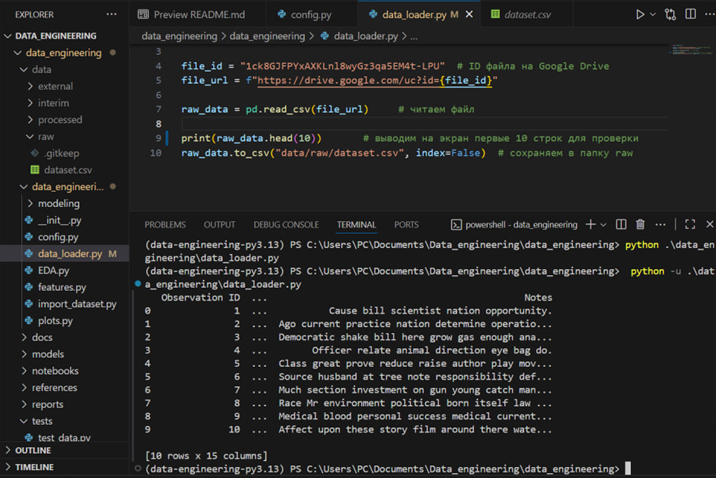 EXPLORER
DATA_ENGINEERING
data_engineering
data
external
interim
processed
raw
.gitkeep
dataset.csv
data_engineeri...
modeling
__init__.py
config.py
data_loader.py M
EDA.py
features.py
import_dataset.py
plots.py
docs
models
notebooks
references
reports
tests
test_data.py
OUTLINE
TIMELINE
Preview README.md
config.py
data_loader.py M
dataset.csv
data_engineering > data_engineering > data_loader.py > ...
3
4 file_id = "1ck8GJFPYxAXKLnl8wyGz3qa5EM4t-LPU" # ID файла на Google Drive
5 file_url = f"https://drive.google.com/uc?id={file_id}"
6
7 raw_data = pd.read_csv(file_url) # читаем файл
8
9 print(raw_data.head(10)) # выводим на экран первые 10 строк для проверки
10 raw_data.to_csv("data/raw/dataset.csv", index=False) # сохраняем в папку raw
PROBLEMS OUTPUT DEBUG CONSOLE TERMINAL PORTS
powershell - data_engineering
(data-engineering-py3.13) PS C:\Users\PC\Documents\Data_engineering\data_engineering> python .\data_en
gineering\data_loader.py
(data-engineering-py3.13) PS C:\Users\PC\Documents\Data_engineering\data_engineering> python -u .\dat
a_engineering\data_loader.py
Observation ID ... Notes
0 1 ... Cause bill scientist nation opportunity.
1 2 ... Ago current practice nation determine operatio...
2 3 ... Democratic shake bill here grow gas enough ana...
3 4 ... Officer relate animal direction eye bag do.
4 5 ... Class great prove reduce raise author play mov...
5 6 ... Source husband at tree note responsibility def...
6 7 ... Much section investment on gun young catch man...
7 8 ... Race Mr environment political born itself law ...
8 9 ... Medical blood personal success medical current...
9 10 ... Affect upon these story film around there wate...
[10 rows x 15 columns]
(data-engineering-py3.13) PS C:\Users\PC\Documents\Data_engineering\data_engineering>